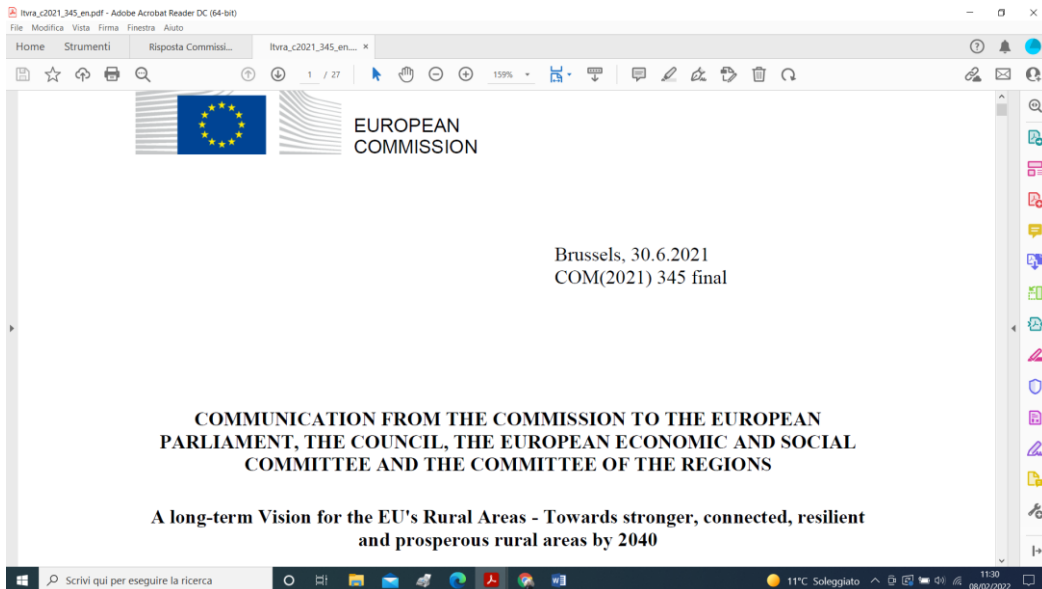 ltvra_c2021_345_en.pdf - Adobe Acrobat Reader DC (64-bit)
File Modifica Vista Firma Finestra Aiuto
Home Strumenti Risposta Commissi... ltvra_c2021_345_en.... ×
1 / 27 159%
EUROPEAN
COMMISSION
Brussels, 30.6.2021
COM(2021) 345 final
COMMUNICATION FROM THE COMMISSION TO THE EUROPEAN
PARLIAMENT, THE COUNCIL, THE EUROPEAN ECONOMIC AND SOCIAL
COMMITTEE AND THE COMMITTEE OF THE REGIONS
A long-term Vision for the EU's Rural Areas - Towards stronger, connected, resilient
and prosperous rural areas by 2040
Scrivi qui per eseguire la ricerca
11°C Soleggiato
11:30
08/02/2022